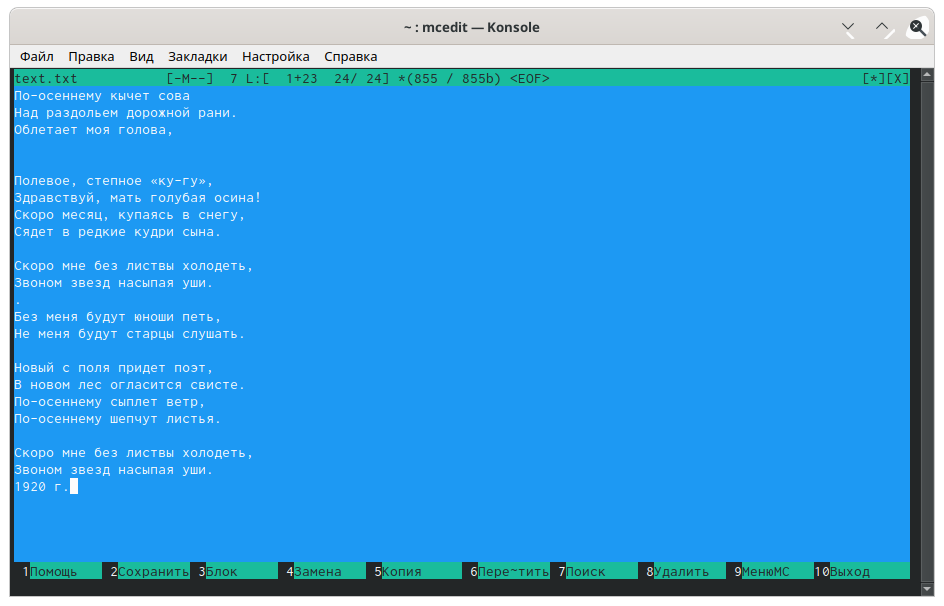 ~ : mcedit — Konsole
Файл Правка Вид Закладки Настройка Справка
text.txt [-M--] 7 L:[ 1+23 24/ 24] *(855 / 855b) <EOF> [*][X]
По-осеннему кычет сова
Над раздольем дорожной рани.
Облетает моя голова,
Полевое, степное «ку-гу»,
Здравствуй, мать голубая осина!
Скоро месяц, купаясь в снегу,
Сядет в редкие кудри сына.
Скоро мне без листвы холодеть,
Звоном звезд насыпая уши.
.
Без меня будут юноши петь,
Не меня будут старцы слушать.
Новый с поля придет поэт,
В новом лес огласится свисте.
По-осеннему сыплет ветр,
По-осеннему шепчут листья.
Скоро мне без листвы холодеть,
Звоном звезд насыпая уши.
1920 г.
1Помощь 2Сохранить 3Блок 4Замена 5Копия 6Пере~тить 7Поиск 8Удалить 9МенюMC 10Выход